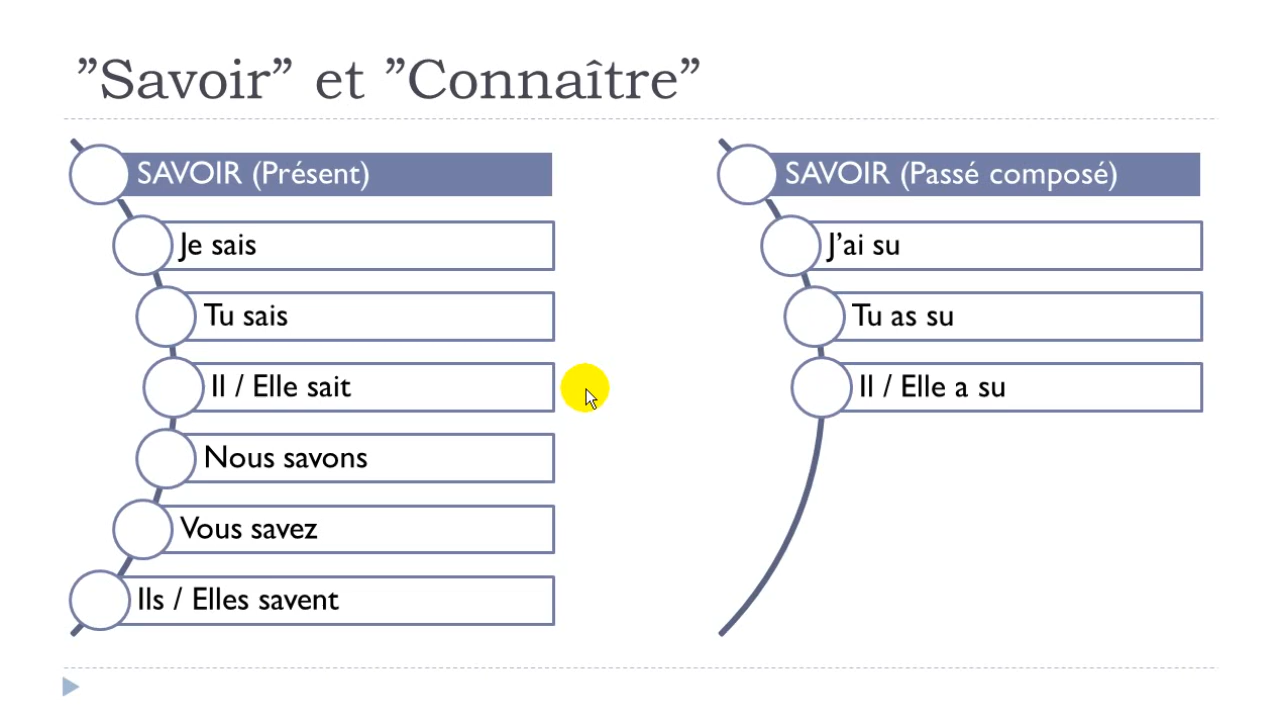 ”Savoir” et ”Connaître”
SAVOIR (Présent)
Je sais
Tu sais
Il / Elle sait
Nous savons
Vous savez
Ils / Elles savent
SAVOIR (Passé composé)
J’ai su
Tu as su
Il / Elle a su